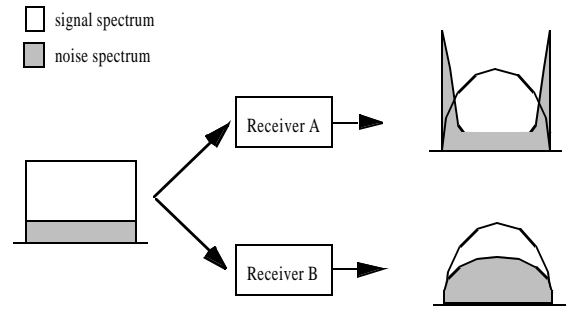 signal spectrum
noise spectrum
Receiver A
Receiver B